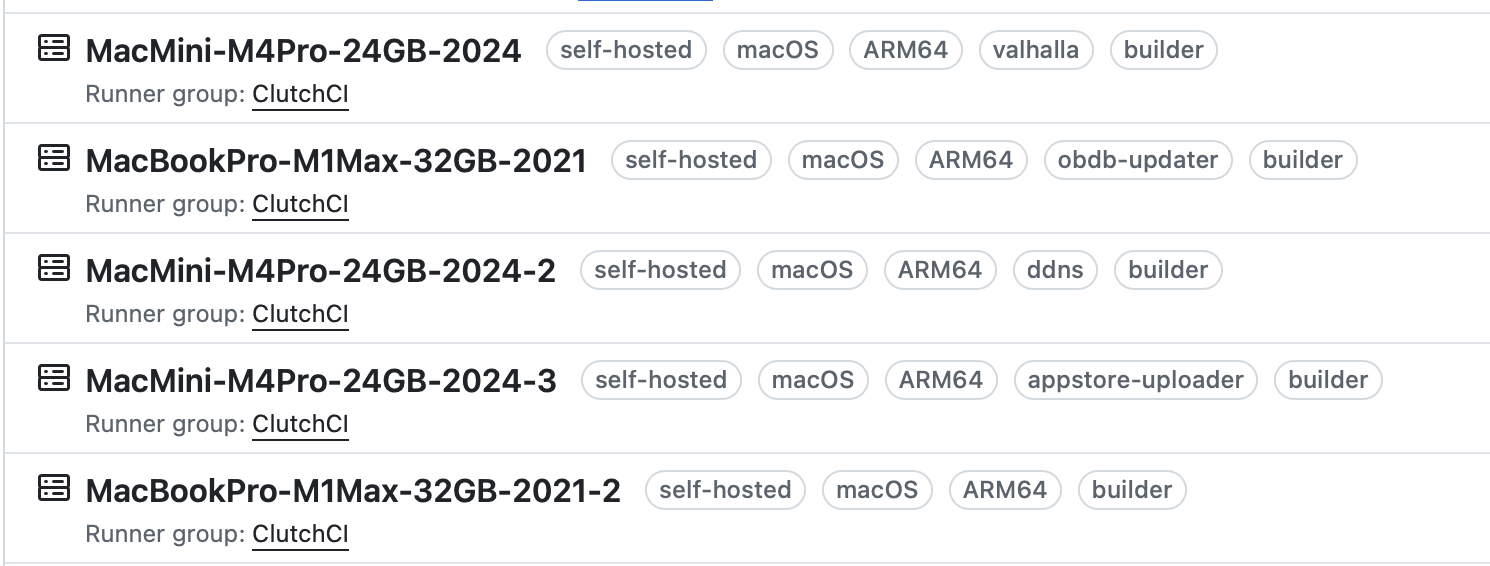 MacMini-M4Pro-24GB-2024 self-hosted macOS ARM64 valhalla builder
Runner group: ClutchCI
MacBookPro-M1Max-32GB-2021 self-hosted macOS ARM64 obdb-updater builder
Runner group: ClutchCI
MacMini-M4Pro-24GB-2024-2 self-hosted macOS ARM64 ddns builder
Runner group: ClutchCI
MacMini-M4Pro-24GB-2024-3 self-hosted macOS ARM64 appstore-uploader builder
Runner group: ClutchCI
MacBookPro-M1Max-32GB-2021-2 self-hosted macOS ARM64 builder
Runner group: ClutchCI